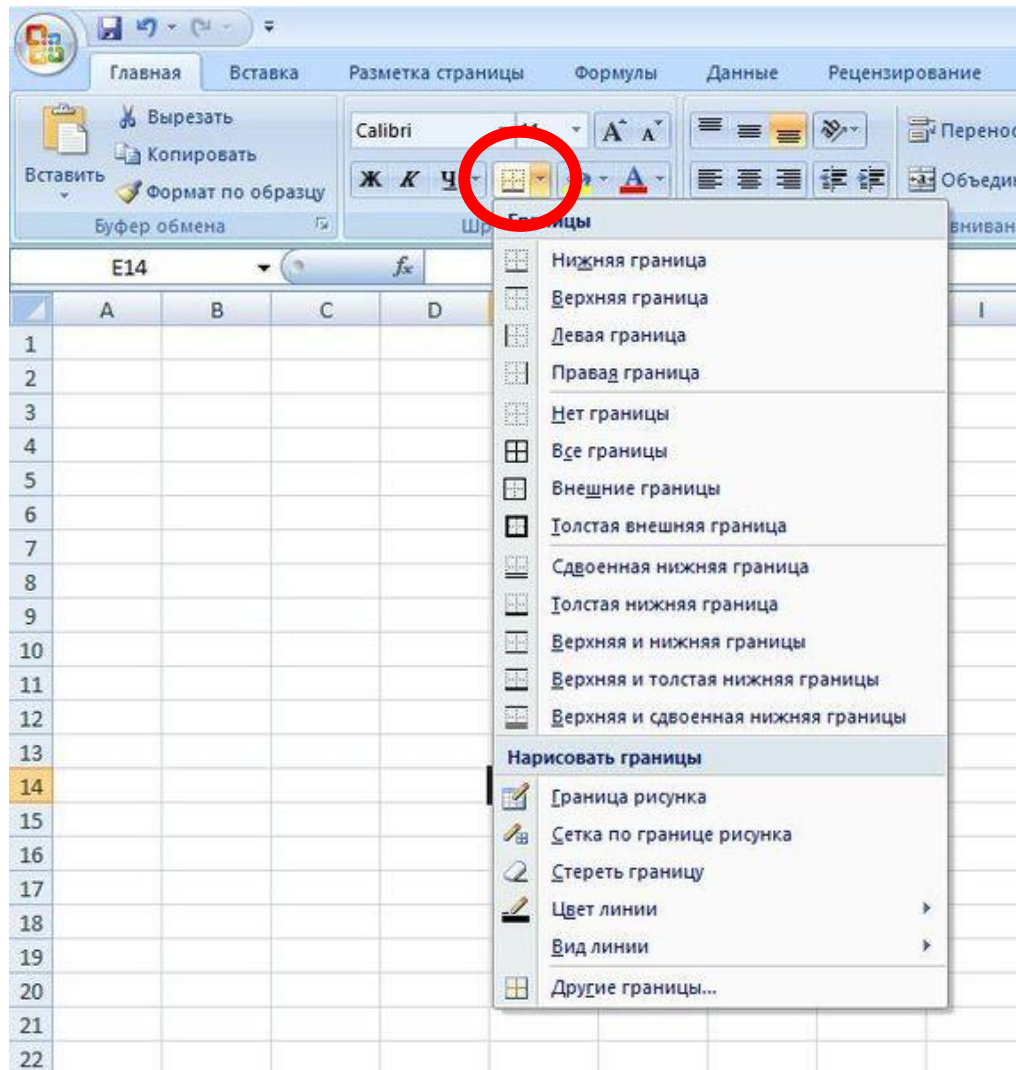 Главная Вставка Разметка страницы Формулы Данные Рецензирование
Вырезать
Копировать
Вставить
Формат по образцу
Буфер обмена
Calibri
Ж К Ч
А А
А
Перенос
Объедин
E14
fx
A B C D I
1
2
3
4
5
6
7
8
9
10
11
12
13
14
15
16
17
18
19
20
21
22
Границы
Нижняя граница
Верхняя граница
Левая граница
Правая граница
Нет границы
Все границы
Внешние границы
Толстая внешняя граница
Сдвоенная нижняя граница
Толстая нижняя граница
Верхняя и нижняя границы
Верхняя и толстая нижняя границы
Верхняя и сдвоенная нижняя границы
Нарисовать границы
Граница рисунка
Сетка по границе рисунка
Стереть границу
Цвет линии
Вид линии
Другие границы...